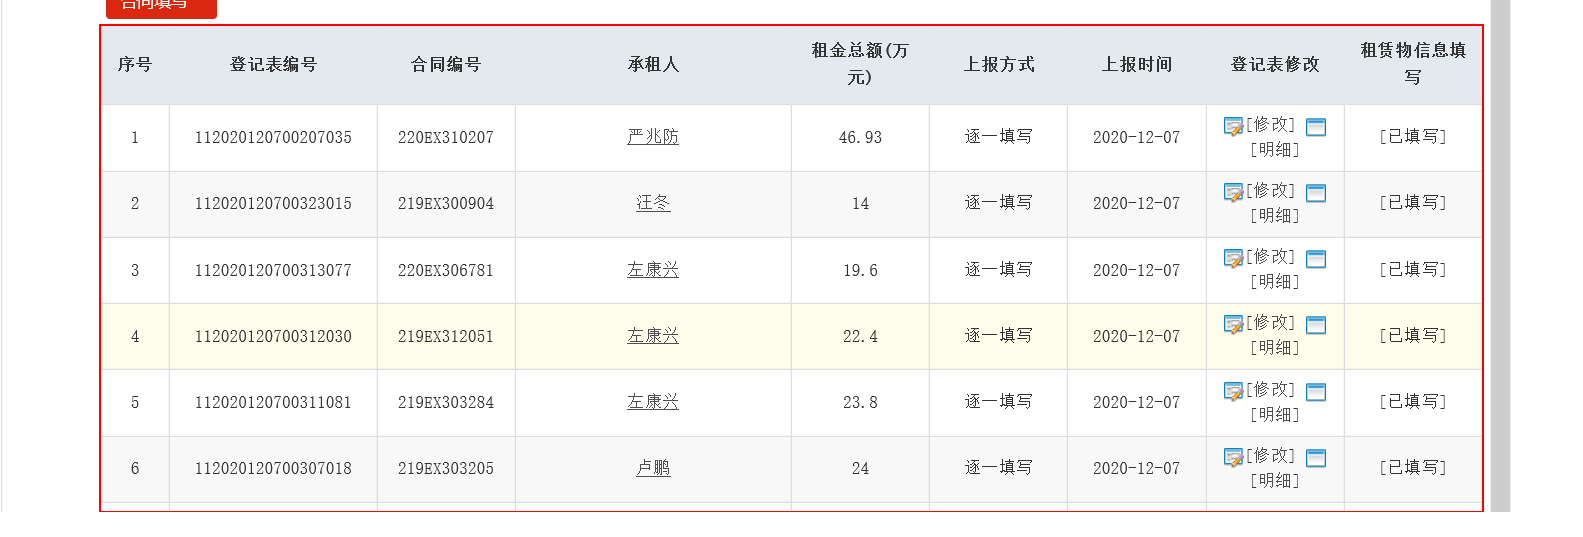 合同填写
序号 登记表编号 合同编号 承租人 租金总额(万元) 上报方式 上报时间 登记表修改 租赁物信息填写
1 112020120700207035 220EX310207 严兆防 46.93 逐一填写 2020-12-07 [修改] [明细] [已填写]
2 112020120700323015 219EX300904 汪冬 14 逐一填写 2020-12-07 [修改] [明细] [已填写]
3 112020120700313077 220EX306781 左康兴 19.6 逐一填写 2020-12-07 [修改] [明细] [已填写]
4 112020120700312030 219EX312051 左康兴 22.4 逐一填写 2020-12-07 [修改] [明细] [已填写]
5 112020120700311081 219EX303284 左康兴 23.8 逐一填写 2020-12-07 [修改] [明细] [已填写]
6 112020120700307018 219EX303205 卢鹏 24 逐一填写 2020-12-07 [修改] [明细] [已填写]